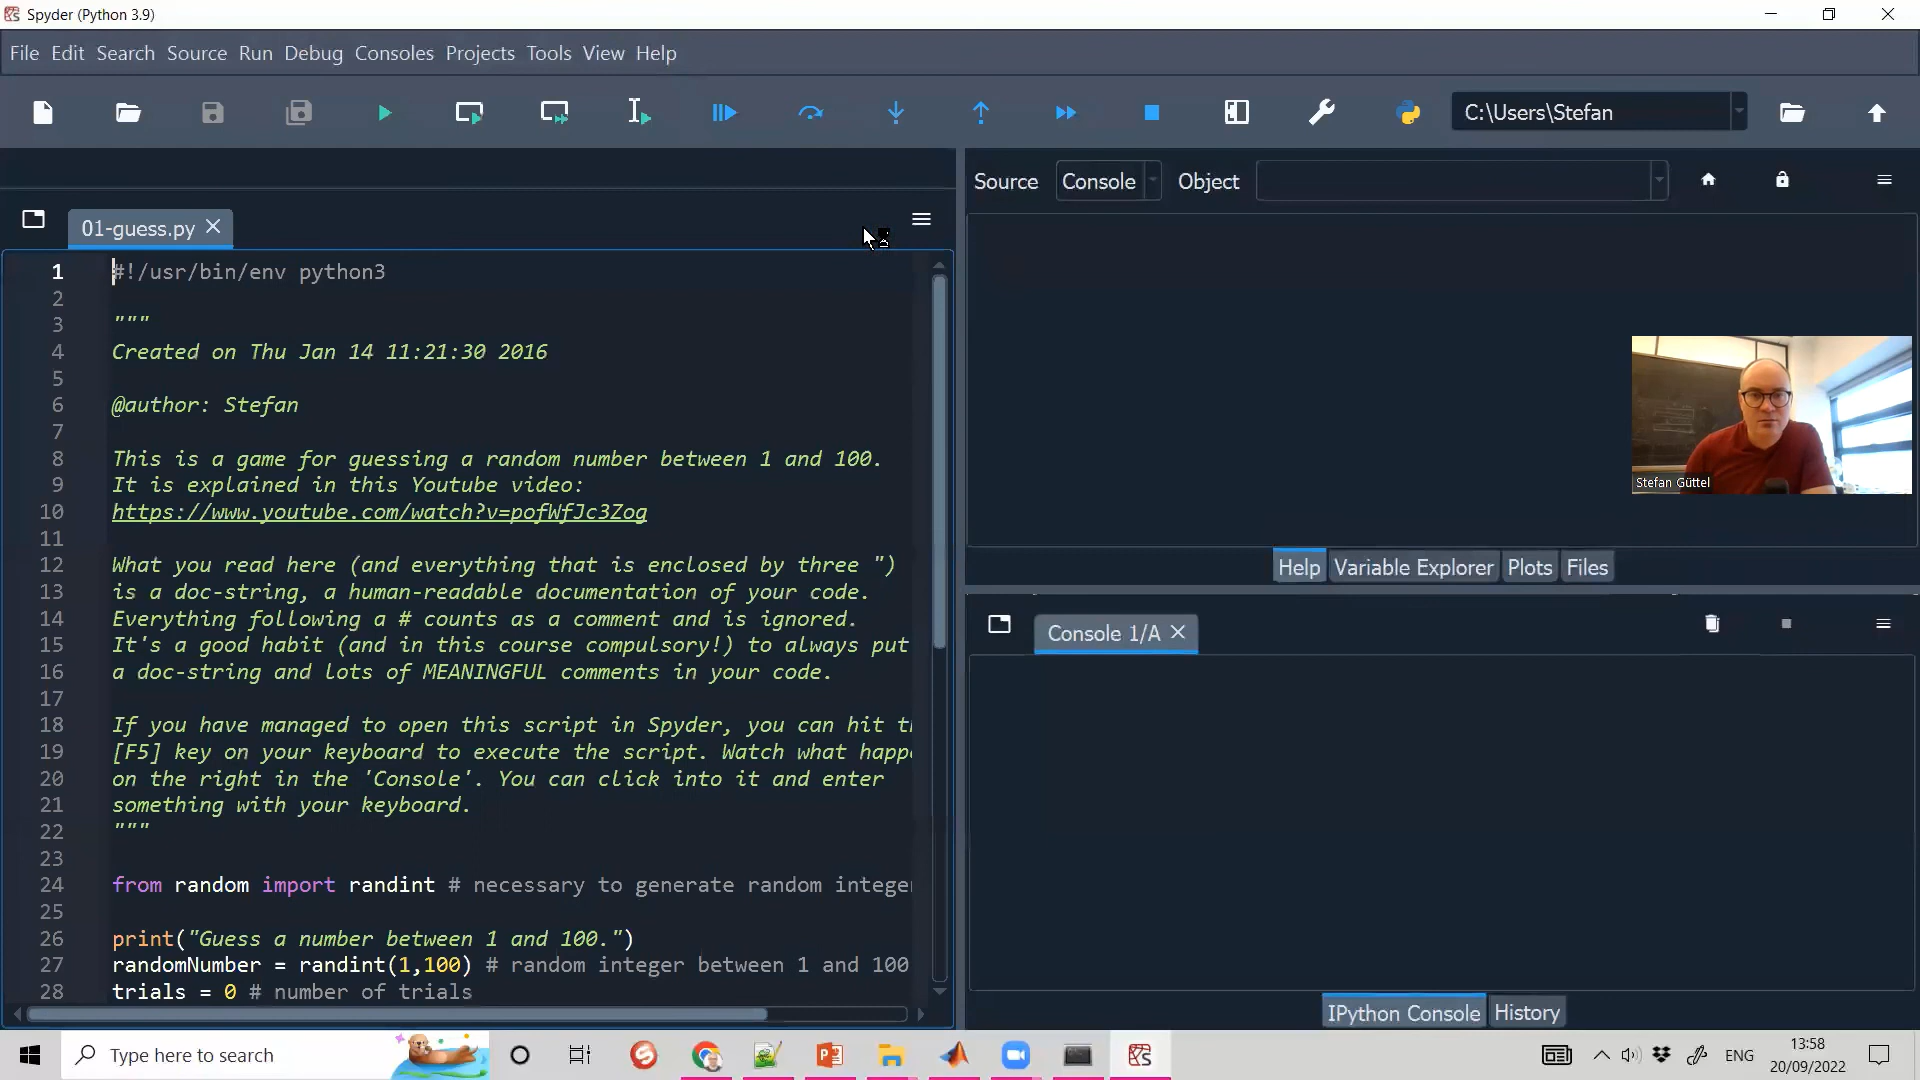 Spyder (Python 3.9)
File Edit Search Source Run Debug Consoles Projects Tools View Help
C:\Users\Stefan
Source Console Object
01-guess.py
1 #!/usr/bin/env python3
2
3 """
4 Created on Thu Jan 14 11:21:30 2016
5
6 @author: Stefan
7
8 This is a game for guessing a random number between 1 and 100.
9 It is explained in this Youtube video:
10 https://www.youtube.com/watch?v=pofWfJc3Zog
11
12 What you read here (and everything that is enclosed by three ")
13 is a doc-string, a human-readable documentation of your code.
14 Everything following a # counts as a comment and is ignored.
15 It's a good habit (and in this course compulsory!) to always put
16 a doc-string and lots of MEANINGFUL comments in your code.
17
18 If you have managed to open this script in Spyder, you can hit th
19 [F5] key on your keyboard to execute the script. Watch what happe
20 on the right in the 'Console'. You can click into it and enter
21 something with your keyboard.
22 """
23
24 from random import randint # necessary to generate random integer
25
26 print("Guess a number between 1 and 100.")
27 randomNumber = randint(1,100) # random integer between 1 and 100
28 trials = 0 # number of trials
Stefan Güttel
Help Variable Explorer Plots Files
Console 1/A
IPython Console History
Type here to search
ENG
13:58
20/09/2022